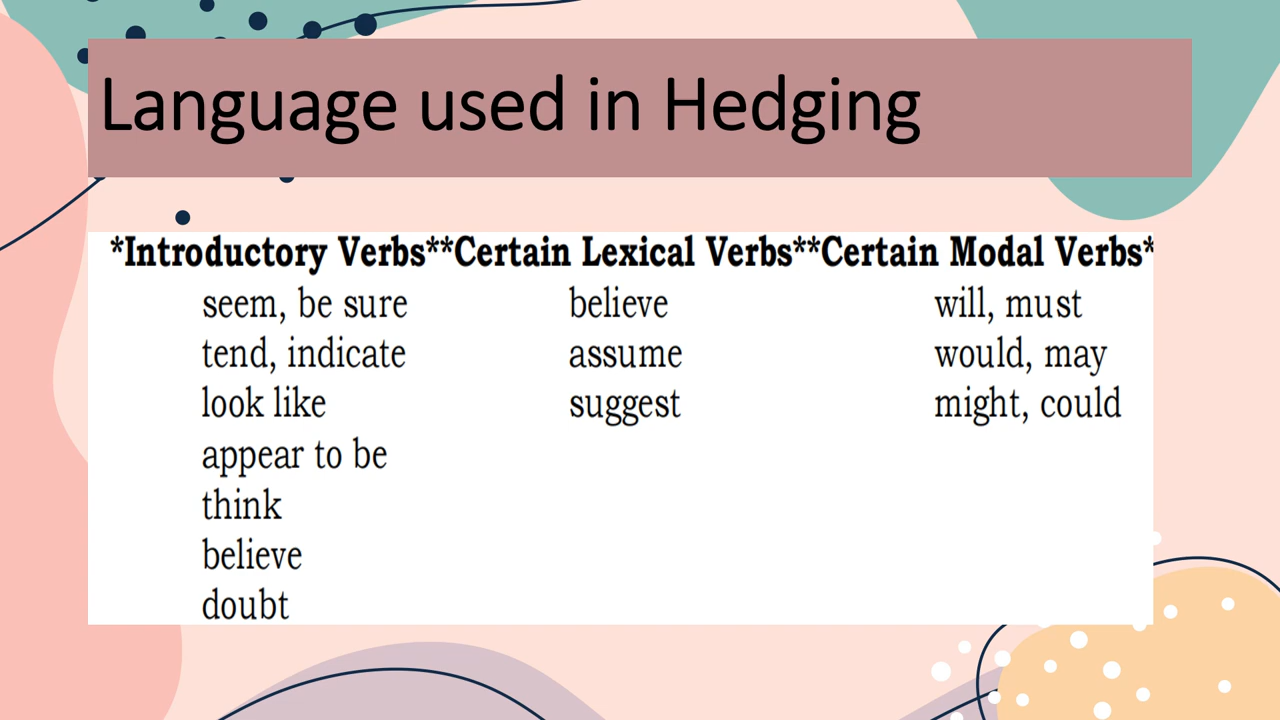 Language used in Hedging
*Introductory Verbs**Certain Lexical Verbs**Certain Modal Verbs*
seem, be sure believe will, must
tend, indicate assume would, may
look like suggest might, could
appear to be
think
believe
doubt